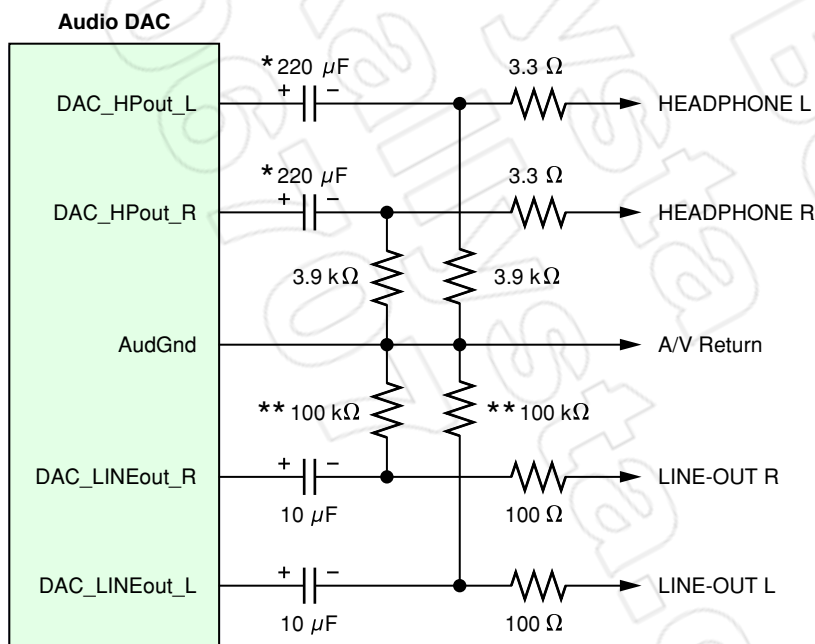 Audio DAC
*220 µF
3.3 Ω
+ −
DAC_HPout_L
HEADPHONE L
*220 µF
3.3 Ω
+ −
DAC_HPout_R
HEADPHONE R
3.9 kΩ
3.9 kΩ
AudGnd
A/V Return
**100 kΩ
**100 kΩ
+ −
DAC_LINEout_R
LINE-OUT R
10 µF
100 Ω
+ −
DAC_LINEout_L
LINE-OUT L
10 µF
100 Ω